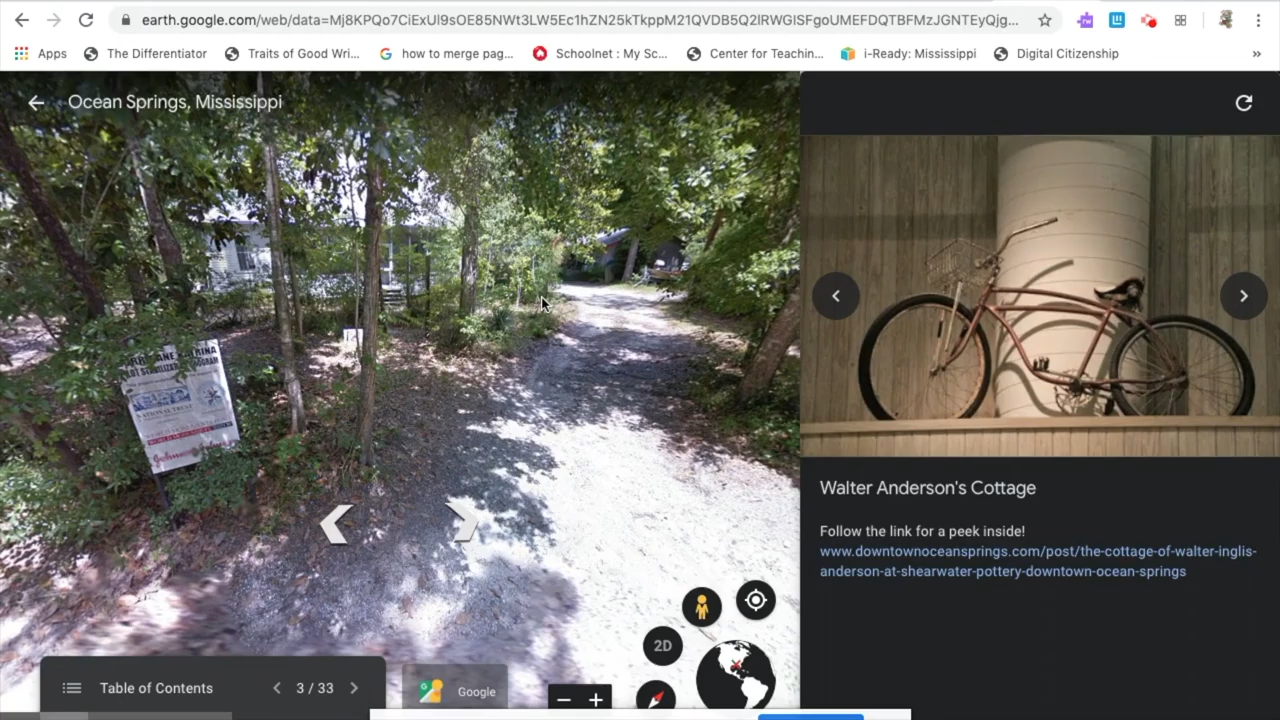 earth.google.com/web/data=Mj8KPQo7CiExUl9sOE85NWt3LW5Ec1hZN25kTkppM21QVDB5Q2lRWGlSFgoUMEFDQTBFMzJGNTEyQjg...
Apps The Differentiator Traits of Good Wri... how to merge pag... Schoolnet : My Sc... Center for Teachin... i-Ready: Mississippi Digital Citizenship »
Ocean Springs, Mississippi
NATIONAL TRUST
Walter Anderson's Cottage
Follow the link for a peek inside!
www.downtownoceansprings.com/post/the-cottage-of-walter-inglis-
anderson-at-shearwater-pottery-downtown-ocean-springs
2D
Table of Contents 3 / 33 Google